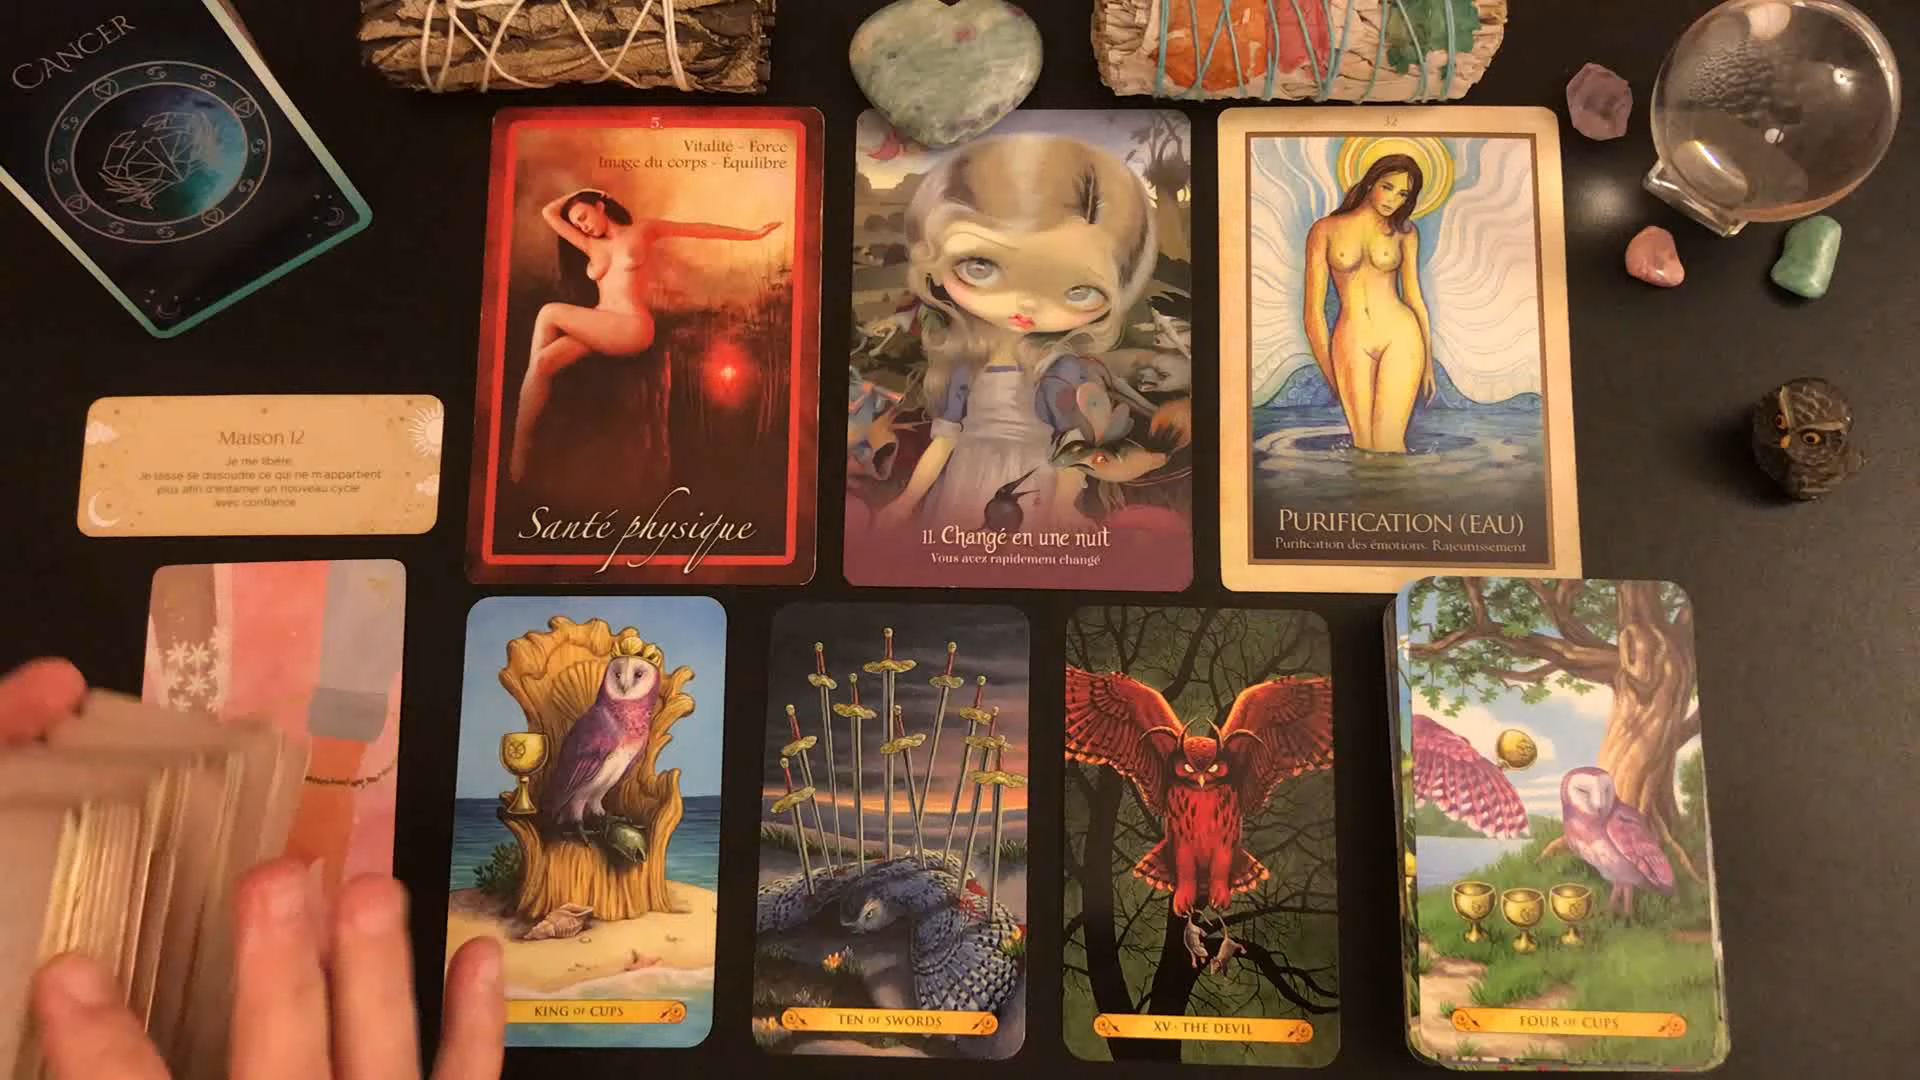 CANCER
5.
Vitalité - Force
Image du corps - Équilibre
Santé physique
11. Changé en une nuit
Vous avez rapidement changé
32
PURIFICATION (EAU)
Purification des émotions. Rajeunissement
Maison 12
Je me libère.
Je laisse se dissoudre ce qui ne m'appartient
plus afin d'entamer un nouveau cycle
avec confiance.
KING OF CUPS
TEN OF SWORDS
XV · THE DEVIL
FOUR OF CUPS